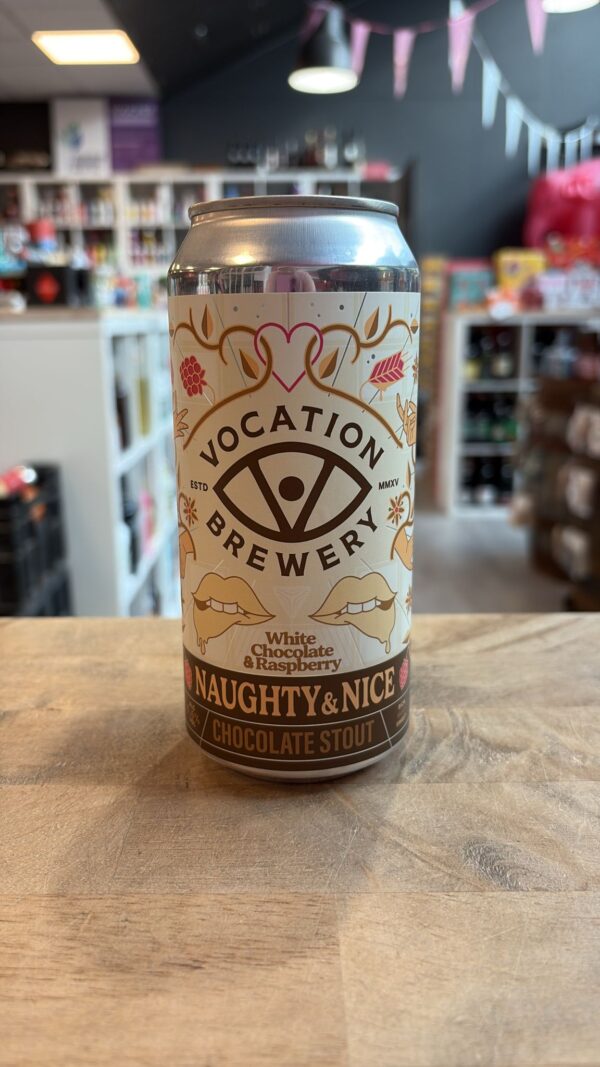 VOCATION
ESTD MMXV
BREWERY
White
Chocolate
& Raspberry
NAUGHTY & NICE
CHOCOLATE STOUT